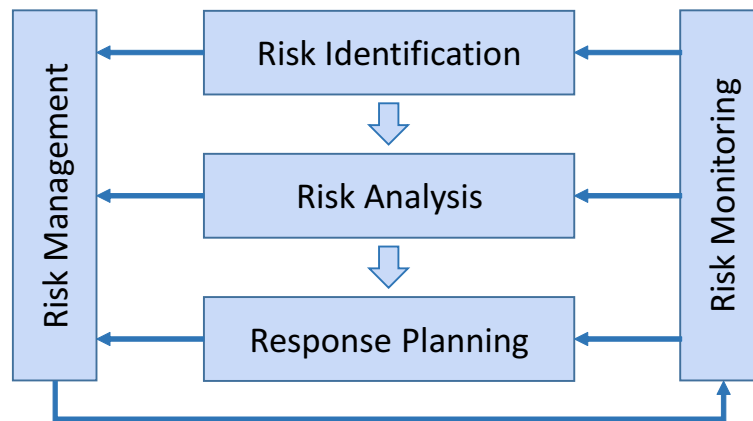 Risk Management
Risk Identification
Risk Analysis
Response Planning
Risk Monitoring